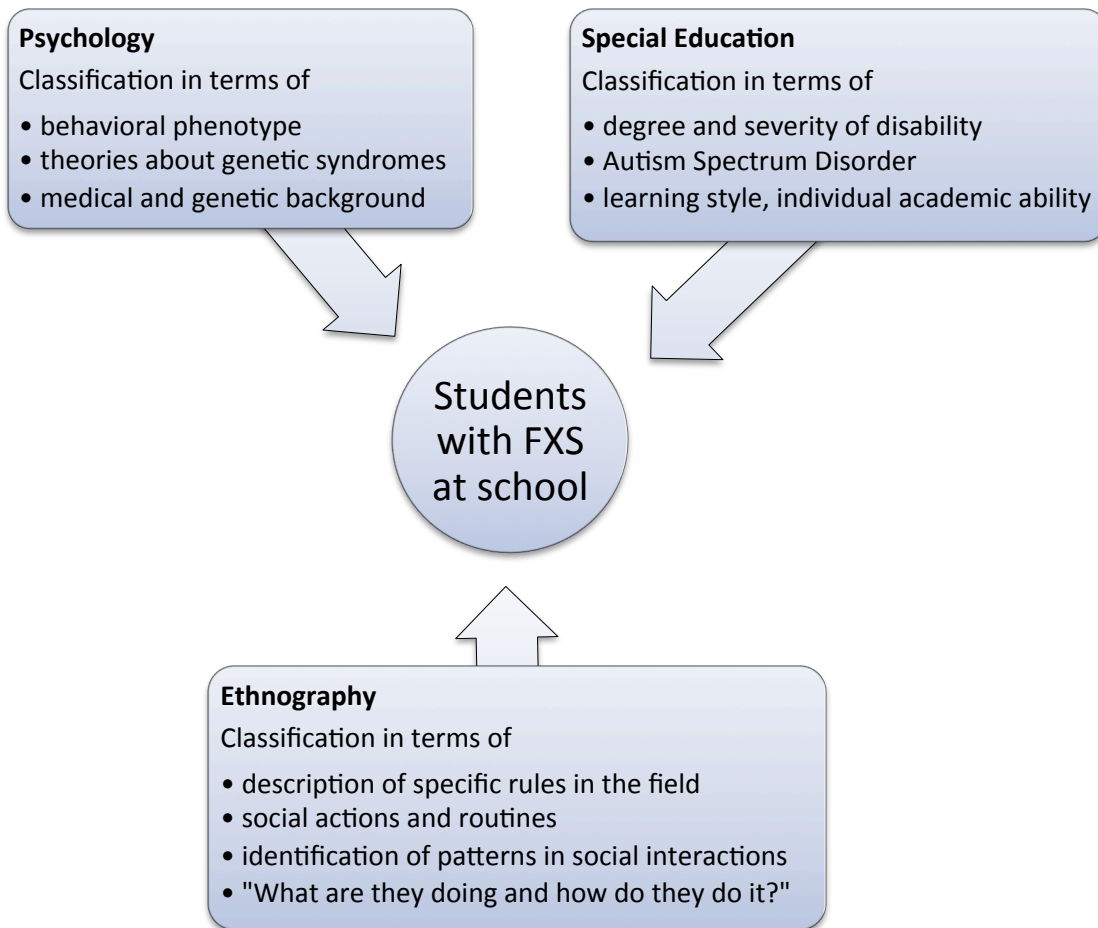 Psychology
Classification in terms of
• behavioral phenotype
• theories about genetic syndromes
• medical and genetic background
Special Education
Classification in terms of
• degree and severity of disability
• Autism Spectrum Disorder
• learning style, individual academic ability
Students
with FXS
at school
Ethnography
Classification in terms of
• description of specific rules in the field
• social actions and routines
• identification of patterns in social interactions
• "What are they doing and how do they do it?"